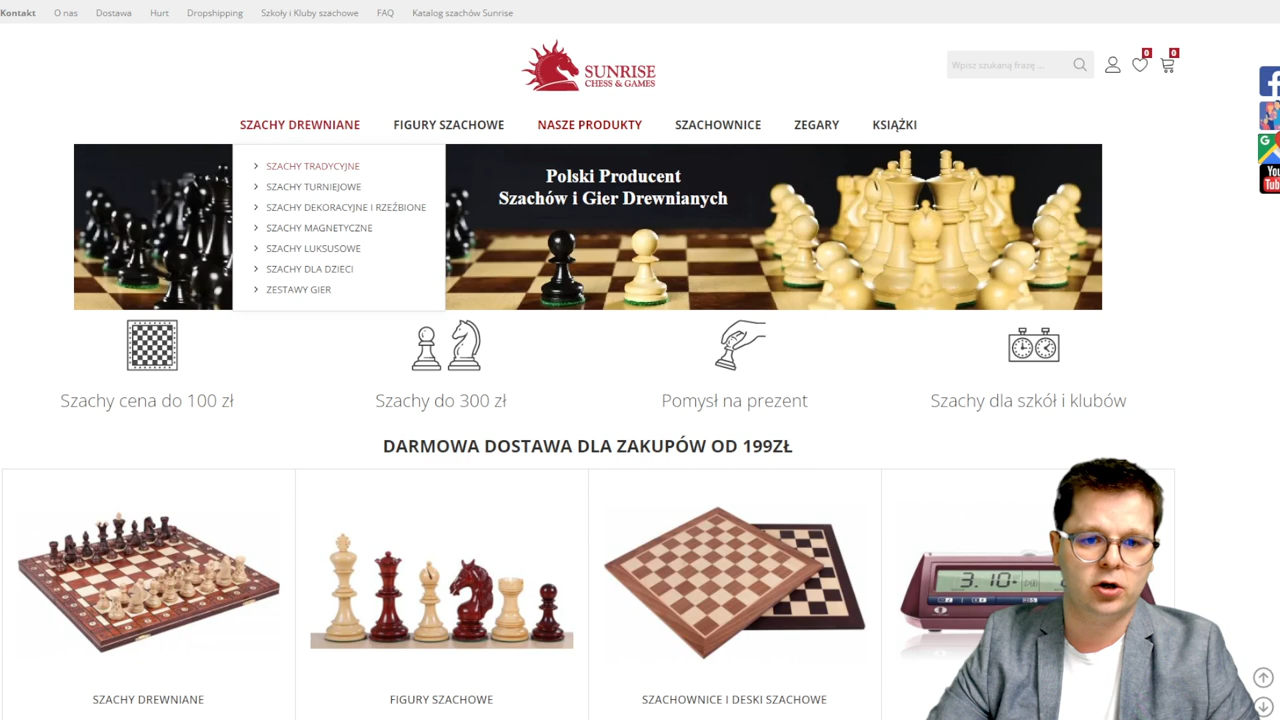 Kontakt O nas Dostawa Hurt Dropshipping Szkoły i Kluby szachowe FAQ Katalog szachów Sunrise
SUNRISE
CHESS & GAMES
Wpisz szukaną frazę ...
0 0
SZACHY DREWNIANE FIGURY SZACHOWE NASZE PRODUKTY SZACHOWNICE ZEGARY KSIĄŻKI
SZACHY TRADYCYJNE
SZACHY TURNIEJOWE
SZACHY DEKORACYJNE I RZEŹBIONE
SZACHY MAGNETYCZNE
SZACHY LUKSUSOWE
SZACHY DLA DZIECI
ZESTAWY GIER
Polski Producent
Szachów i Gier Drewnianych
Szachy cena do 100 zł Szachy do 300 zł Pomysł na prezent Szachy dla szkół i klubów
DARMOWA DOSTAWA DLA ZAKUPÓW OD 199ZŁ
3.10
SZACHY DREWNIANE FIGURY SZACHOWE SZACHOWNICE I DESKI SZACHOWE